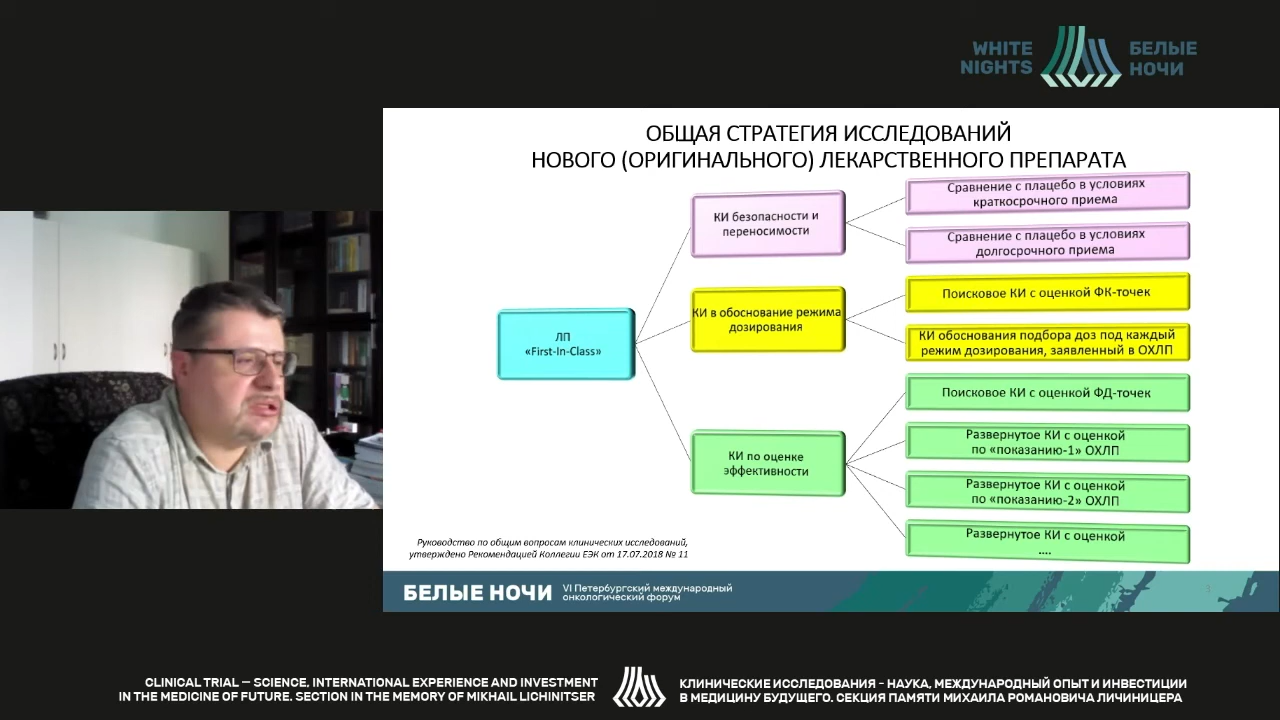 WHITE
NIGHTS
БЕЛЫЕ
НОЧИ
ОБЩАЯ СТРАТЕГИЯ ИССЛЕДОВАНИЙ
НОВОГО (ОРИГИНАЛЬНОГО) ЛЕКАРСТВЕННОГО ПРЕПАРАТА
ЛП
«First-In-Class»
КИ безопасности и
переносимости
Сравнение с плацебо в условиях
краткосрочного приема
Сравнение с плацебо в условиях
долгосрочного приема
КИ в обоснование режима
дозирования
Поисковое КИ с оценкой ФК-точек
КИ обоснования подбора доз под каждый
режим дозирования, заявленный в ОХЛП
КИ по оценке
эффективности
Поисковое КИ с оценкой ФД-точек
Развернутое КИ с оценкой
по «показанию-1» ОХЛП
Развернутое КИ с оценкой
по «показанию-2» ОХЛП
Развернутое КИ с оценкой
....
Руководство по общим вопросам клинических исследований,
утверждено Рекомендацией Коллегии ЕЭК от 17.07.2018 № 11
БЕЛЫЕ НОЧИ
VI Петербургский международный
онкологический форум
3
CLINICAL TRIAL – SCIENCE, INTERNATIONAL EXPERIENCE AND INVESTMENT
IN THE MEDICINE OF FUTURE. SECTION IN THE MEMORY OF MIKHAIL LICHINITSER
КЛИНИЧЕСКИЕ ИССЛЕДОВАНИЯ - НАУКА, МЕЖДУНАРОДНЫЙ ОПЫТ И ИНВЕСТИЦИИ
В МЕДИЦИНУ БУДУЩЕГО. СЕКЦИЯ ПАМЯТИ МИХАИЛА РОМАНОВИЧА ЛИЧИНИЦЕРА